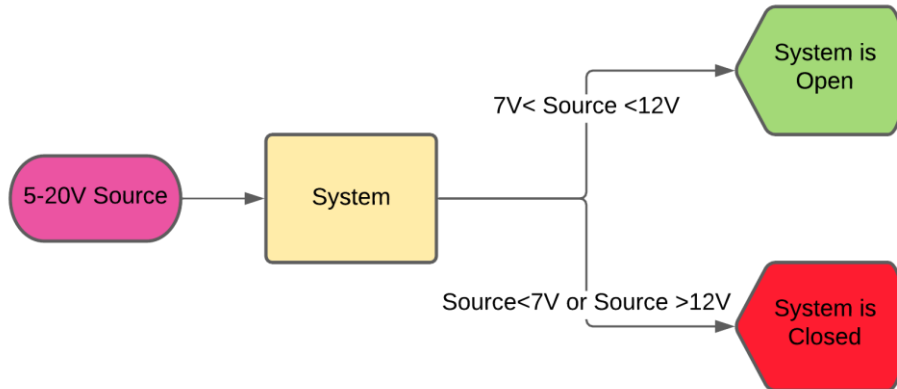 5-20V Source
System
7V< Source <12V
System is
Open
Source<7V or Source >12V
System is
Closed